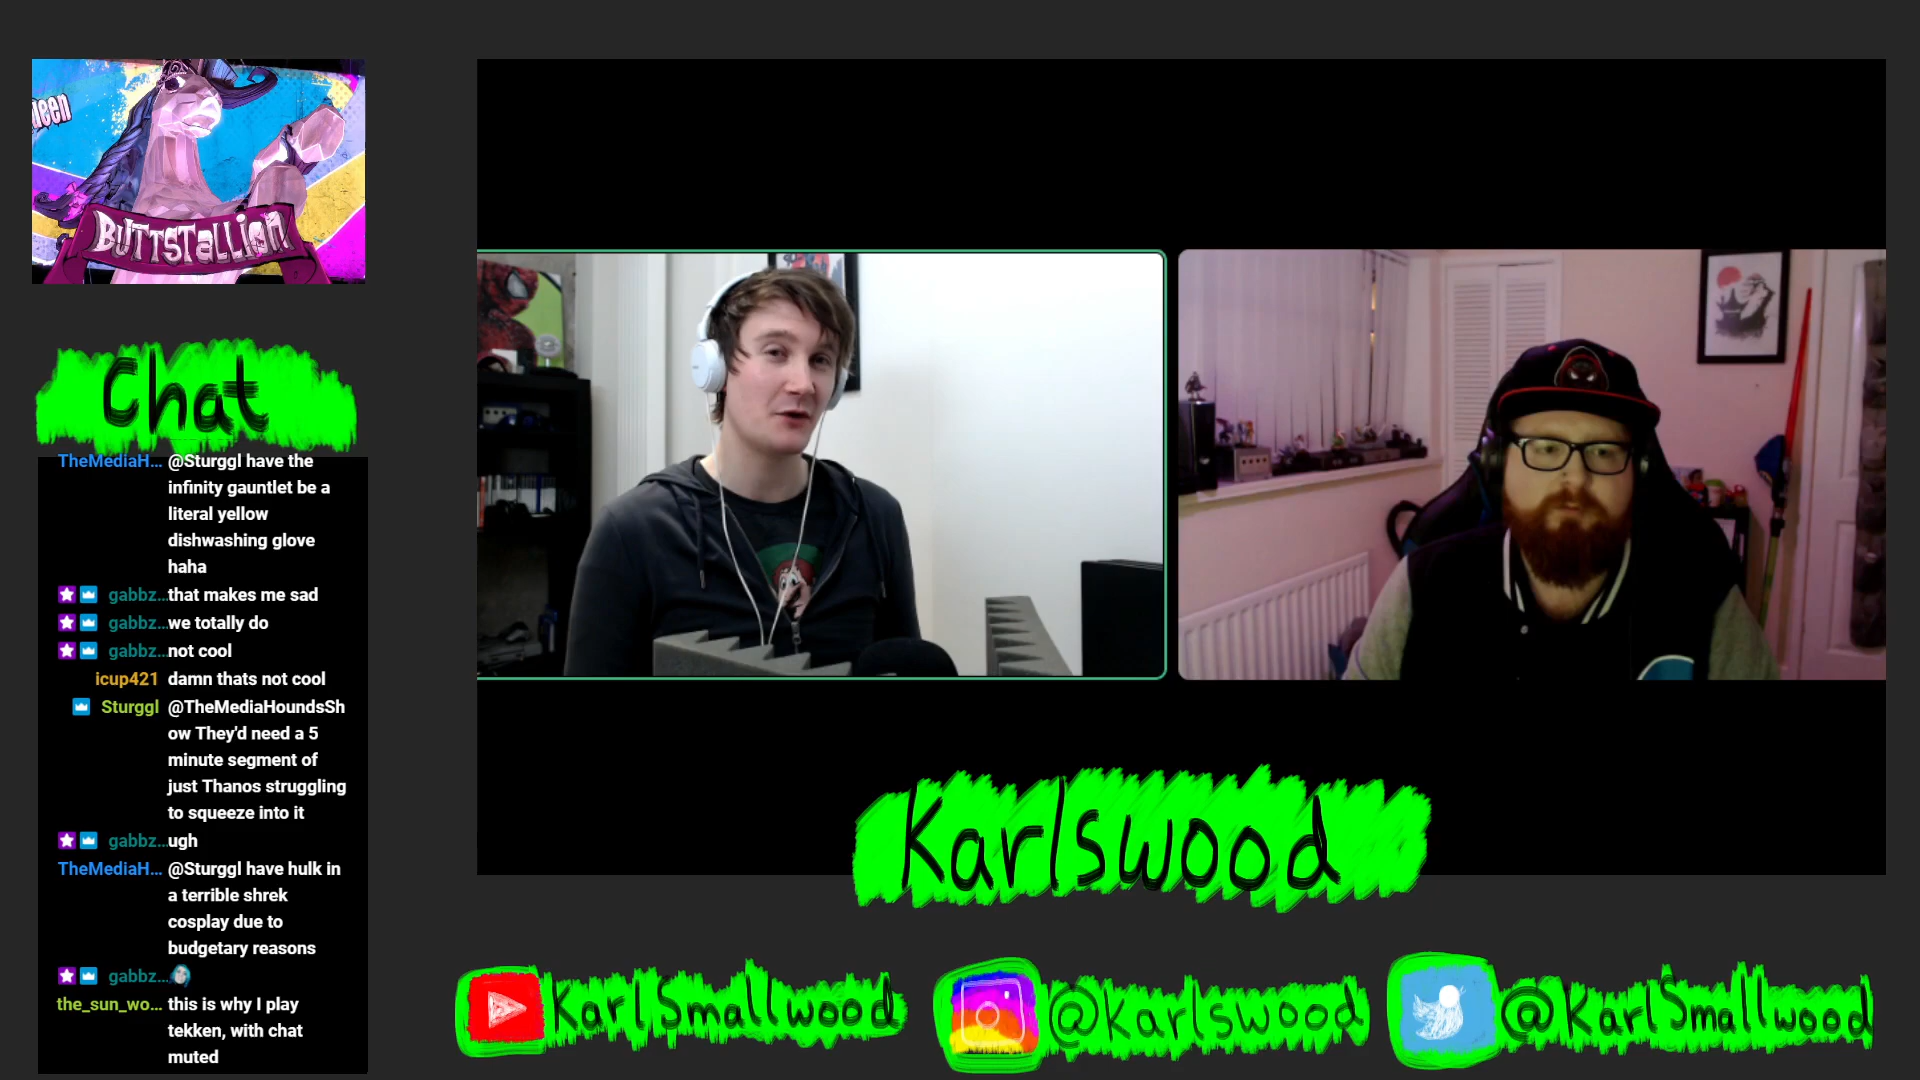 ueen
BUTTSTALLION
Chat
TheMediaH... @Sturggl have the
infinity gauntlet be a
literal yellow
dishwashing glove
haha
gabbz... that makes me sad
gabbz... we totally do
gabbz... not cool
icup421 damn thats not cool
Sturggl @TheMediaHoundsSh
ow They'd need a 5
minute segment of
just Thanos struggling
to squeeze into it
gabbz... ugh
TheMediaH... @Sturggl have hulk in
a terrible shrek
cosplay due to
budgetary reasons
gabbz...
the_sun_wo... this is why I play
tekken, with chat
muted
Karlswood
KarlSmallwood
@Karlswood
@KarlSmallwood